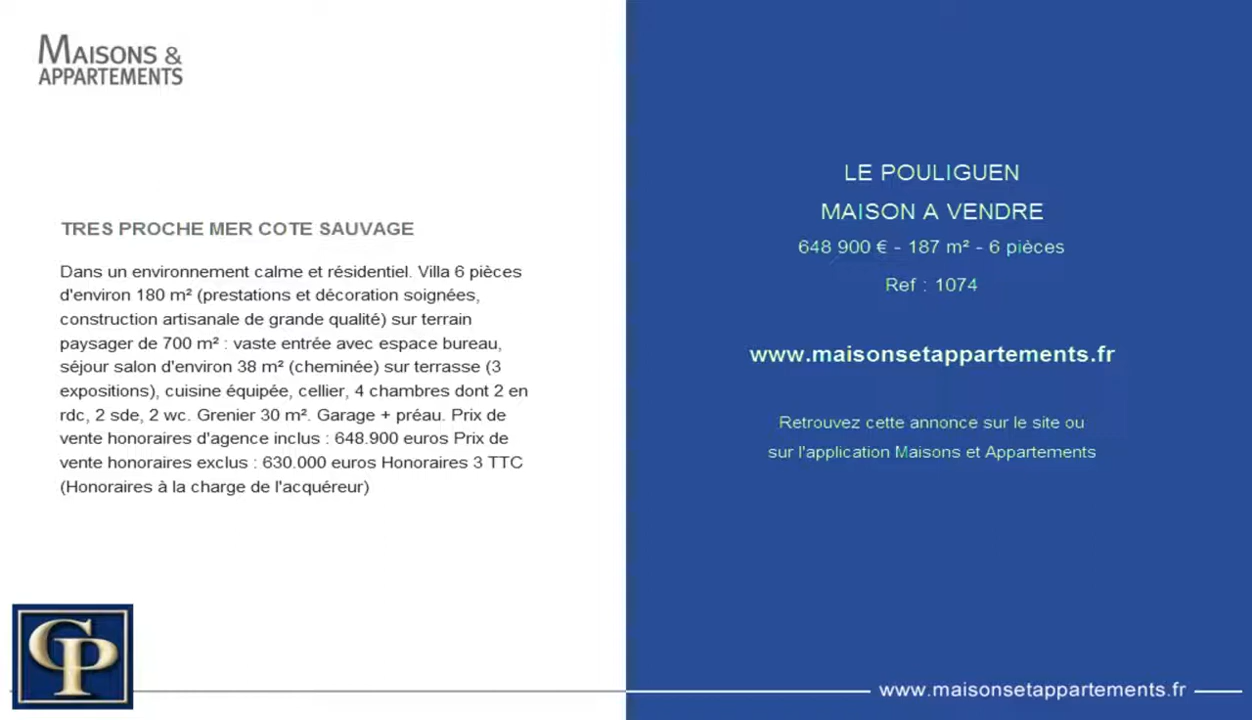 MAISONS &
APPARTEMENTS
TRES PROCHE MER COTE SAUVAGE
Dans un environnement calme et résidentiel. Villa 6 pièces
d'environ 180 m² (prestations et décoration soignées,
construction artisanale de grande qualité) sur terrain
paysager de 700 m² : vaste entrée avec espace bureau,
séjour salon d'environ 38 m² (cheminée) sur terrasse (3
expositions), cuisine équipée, cellier, 4 chambres dont 2 en
rdc, 2 sde, 2 wc. Grenier 30 m². Garage + préau. Prix de
vente honoraires d'agence inclus : 648.900 euros Prix de
vente honoraires exclus : 630.000 euros Honoraires 3 TTC
(Honoraires à la charge de l'acquéreur)
GP
LE POULIGUEN
MAISON A VENDRE
648 900 € - 187 m² - 6 pièces
Ref : 1074
www.maisonsetappartements.fr
Retrouvez cette annonce sur le site ou
sur l'application Maisons et Appartements
www.maisonsetappartements.fr